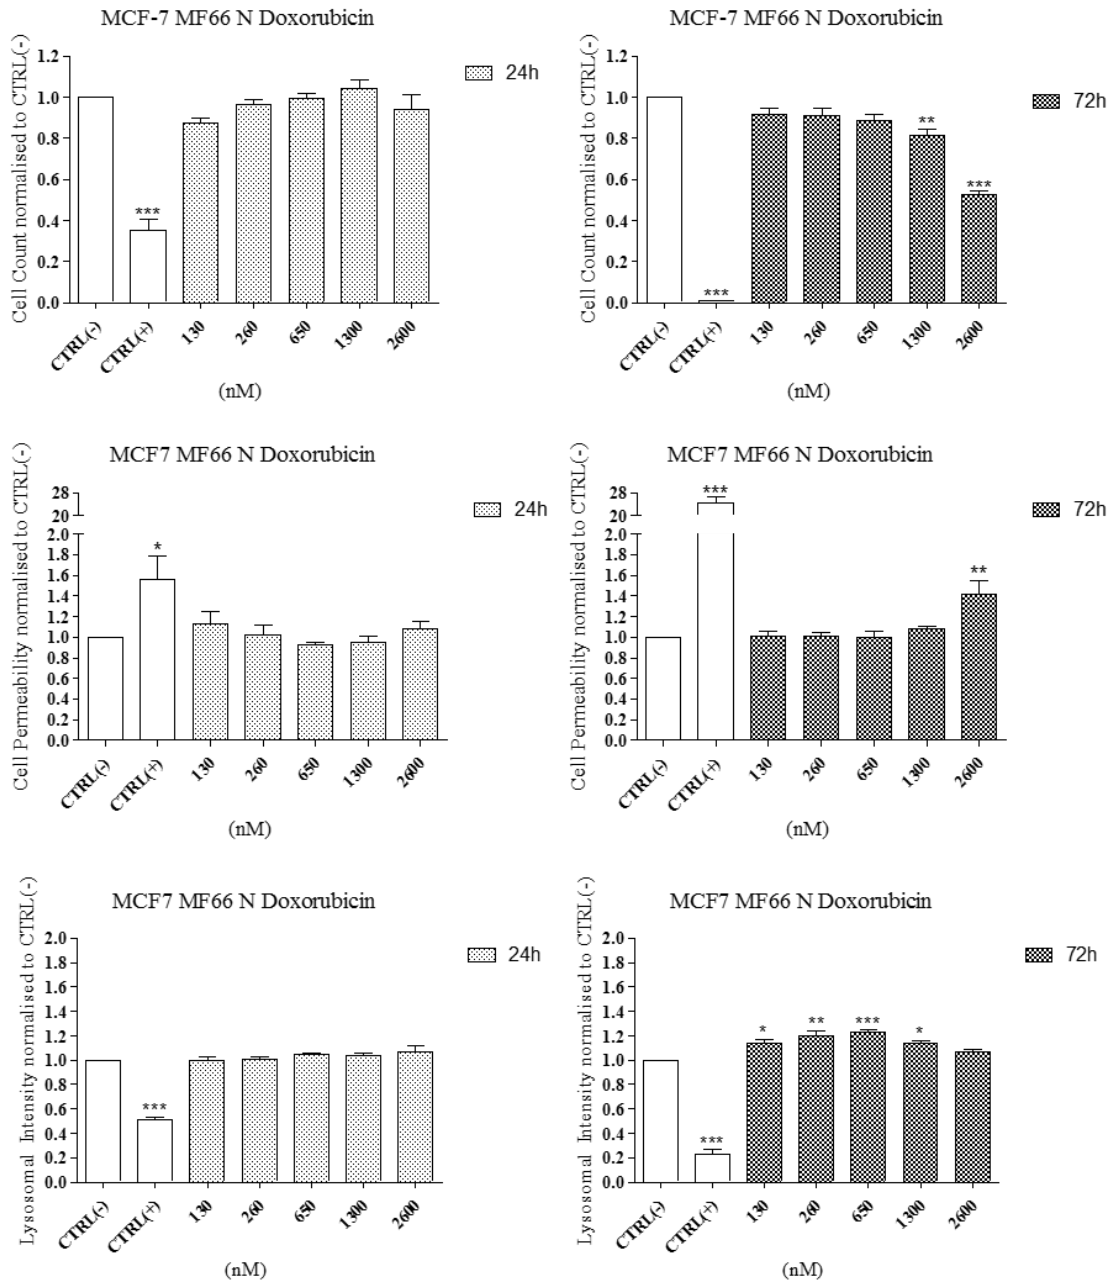 MCF-7 MF66 N Doxorubicin
Cell Count normalised to CTRL(-)
1.2
1.0
0.8
0.6
0.4
0.2
0.0
***
24h
CTRL(-) CTRL(+) 130 260 650 1300 2600
(nM)
MCF-7 MF66 N Doxorubicin
Cell Count normalised to CTRL(-)
1.2
1.0
0.8
0.6
0.4
0.2
0.0
*** ** ***
72h
CTRL(-) CTRL(+) 130 260 650 1300 2600
(nM)
MCF7 MF66 N Doxorubicin
Cell Permeability normalised to CTRL(-)
28
20
2.0
1.8
1.6
1.4
1.2
1.0
0.8
0.6
0.4
0.2
0.0
*
24h
CTRL(-) CTRL(+) 130 260 650 1300 2600
(nM)
MCF7 MF66 N Doxorubicin
Cell Permeability normalised to CTRL(-)
28
20
2.0
1.8
1.6
1.4
1.2
1.0
0.8
0.6
0.4
0.2
0.0
*** **
72h
CTRL(-) CTRL(+) 130 260 650 1300 2600
(nM)
MCF7 MF66 N Doxorubicin
Lysosomal Intensity normalised to CTRL(-)
2.0
1.8
1.6
1.4
1.2
1.0
0.8
0.6
0.4
0.2
0.0
***
24h
CTRL(-) CTRL(+) 130 260 650 1300 2600
(nM)
MCF7 MF66 N Doxorubicin
Lysosomal Intensity normalised to CTRL(-)
2.0
1.8
1.6
1.4
1.2
1.0
0.8
0.6
0.4
0.2
0.0
*** * ** *** *
72h
CTRL(-) CTRL(+) 130 260 650 1300 2600
(nM)